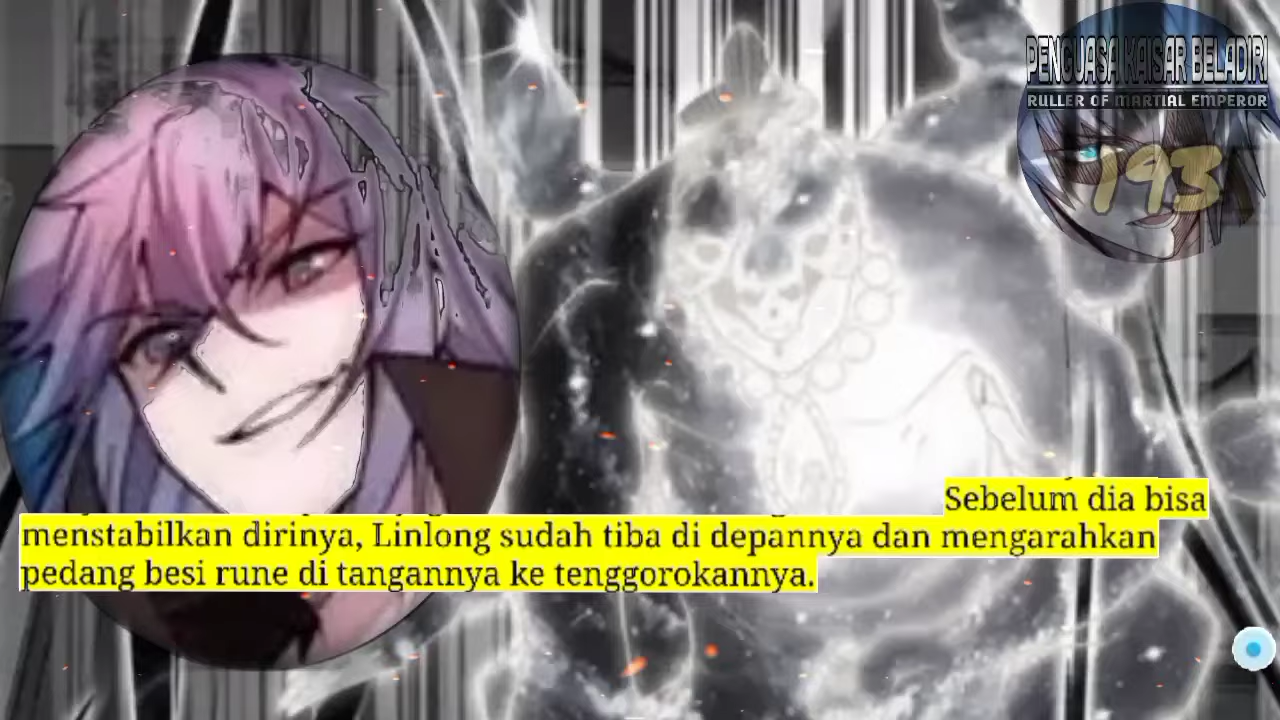 PENGUASA KAISAR BELADIRI
RULLER OF MARTIAL EMPEROR
193
Sebelum dia bisa
menstabilkan dirinya, Linlong sudah tiba di depannya dan mengarahkan
pedang besi rune di tangannya ke tenggorokannya.